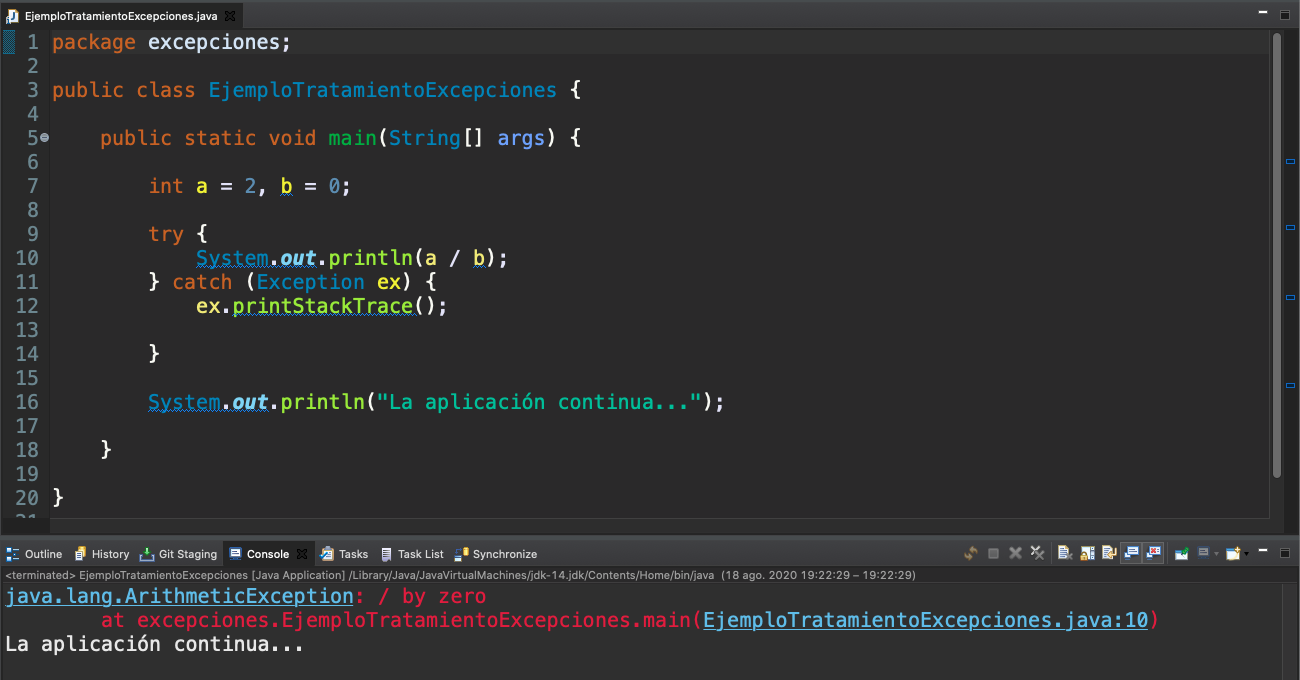 EjemploTratamientoExcepciones.java
1 package excepciones;
2
3 public class EjemploTratamientoExcepciones {
4
5 public static void main(String[] args) {
6
7 int a = 2, b = 0;
8
9 try {
10 System.out.println(a / b);
11 } catch (Exception ex) {
12 ex.printStackTrace();
13
14 }
15
16 System.out.println("La aplicación continua...");
17
18 }
19
20 }
21
Outline History Git Staging Console Tasks Task List Synchronize
<terminated> EjemploTratamientoExcepciones [Java Application] /Library/Java/JavaVirtualMachines/jdk-14.jdk/Contents/Home/bin/java (18 ago. 2020 19:22:29 – 19:22:29)
java.lang.ArithmeticException: / by zero
at excepciones.EjemploTratamientoExcepciones.main(EjemploTratamientoExcepciones.java:10)
La aplicación continua...